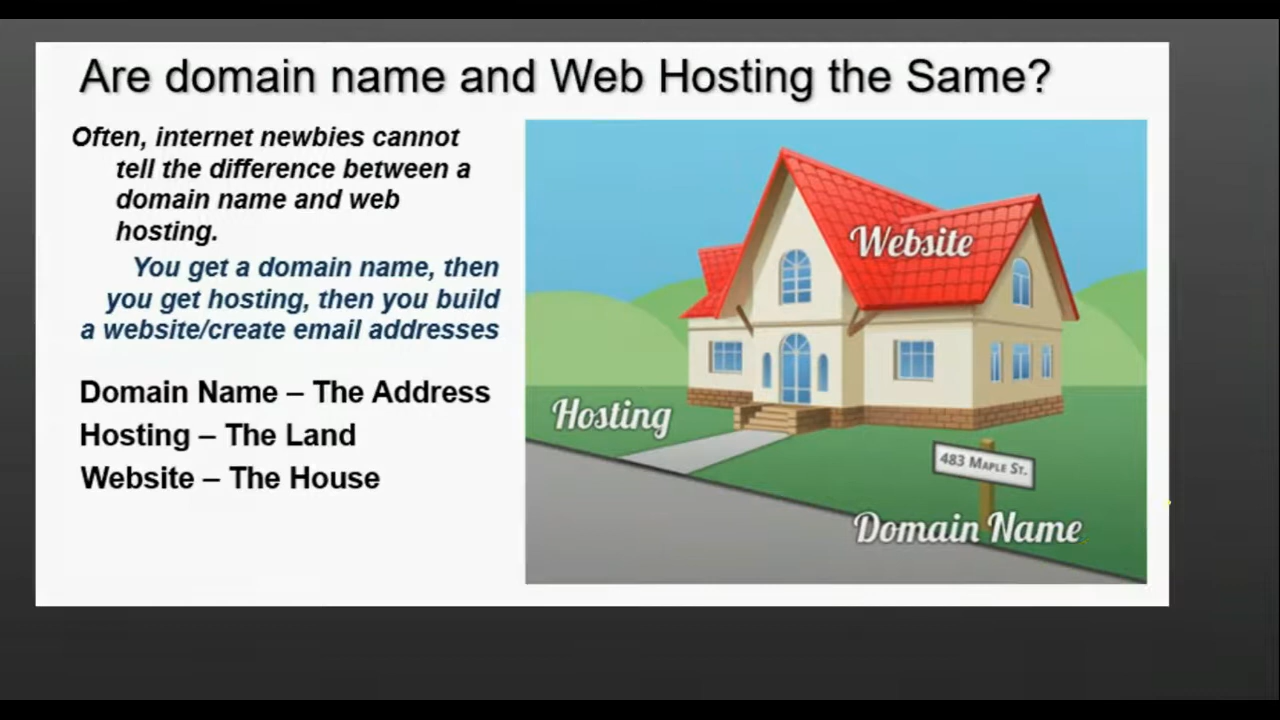 Are domain name and Web Hosting the Same?
Often, internet newbies cannot
tell the difference between a
domain name and web
hosting.
You get a domain name, then
you get hosting, then you build
a website/create email addresses
Domain Name – The Address
Hosting – The Land
Website – The House
Website
Hosting
483 Maple St.
Domain Name